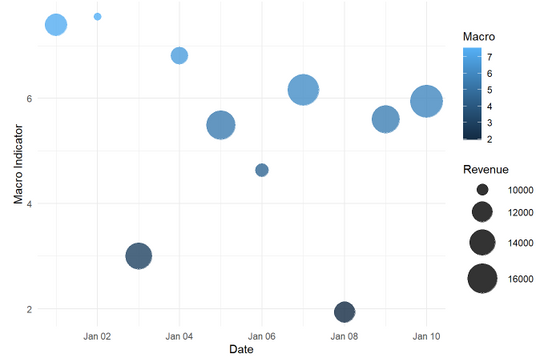 Macro Indicator
6
4
2
Jan 02
Jan 04
Jan 06
Jan 08
Jan 10
Date
Macro
7
6
5
4
3
2
Revenue
10000
12000
14000
16000